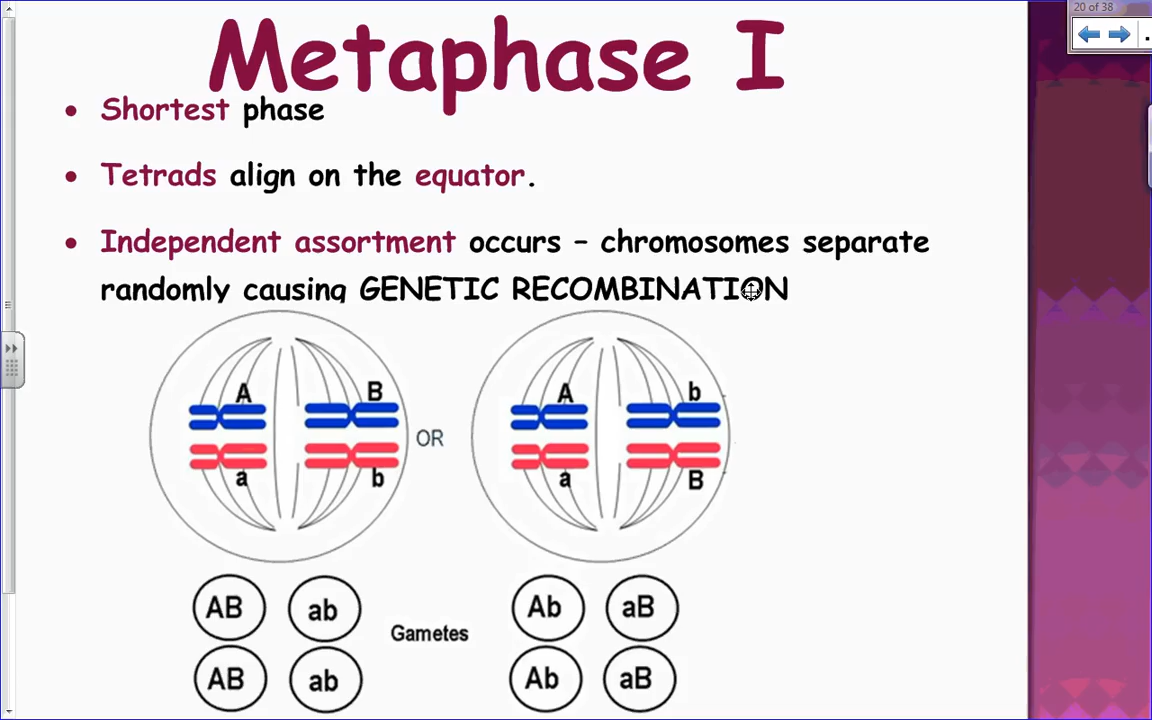 20 of 38
Metaphase I
• Shortest phase
• Tetrads align on the equator.
• Independent assortment occurs – chromosomes separate
randomly causing GENETIC RECOMBINATION
A B
a b
OR
A b
a B
AB ab Ab aB
Gametes
AB ab Ab aB